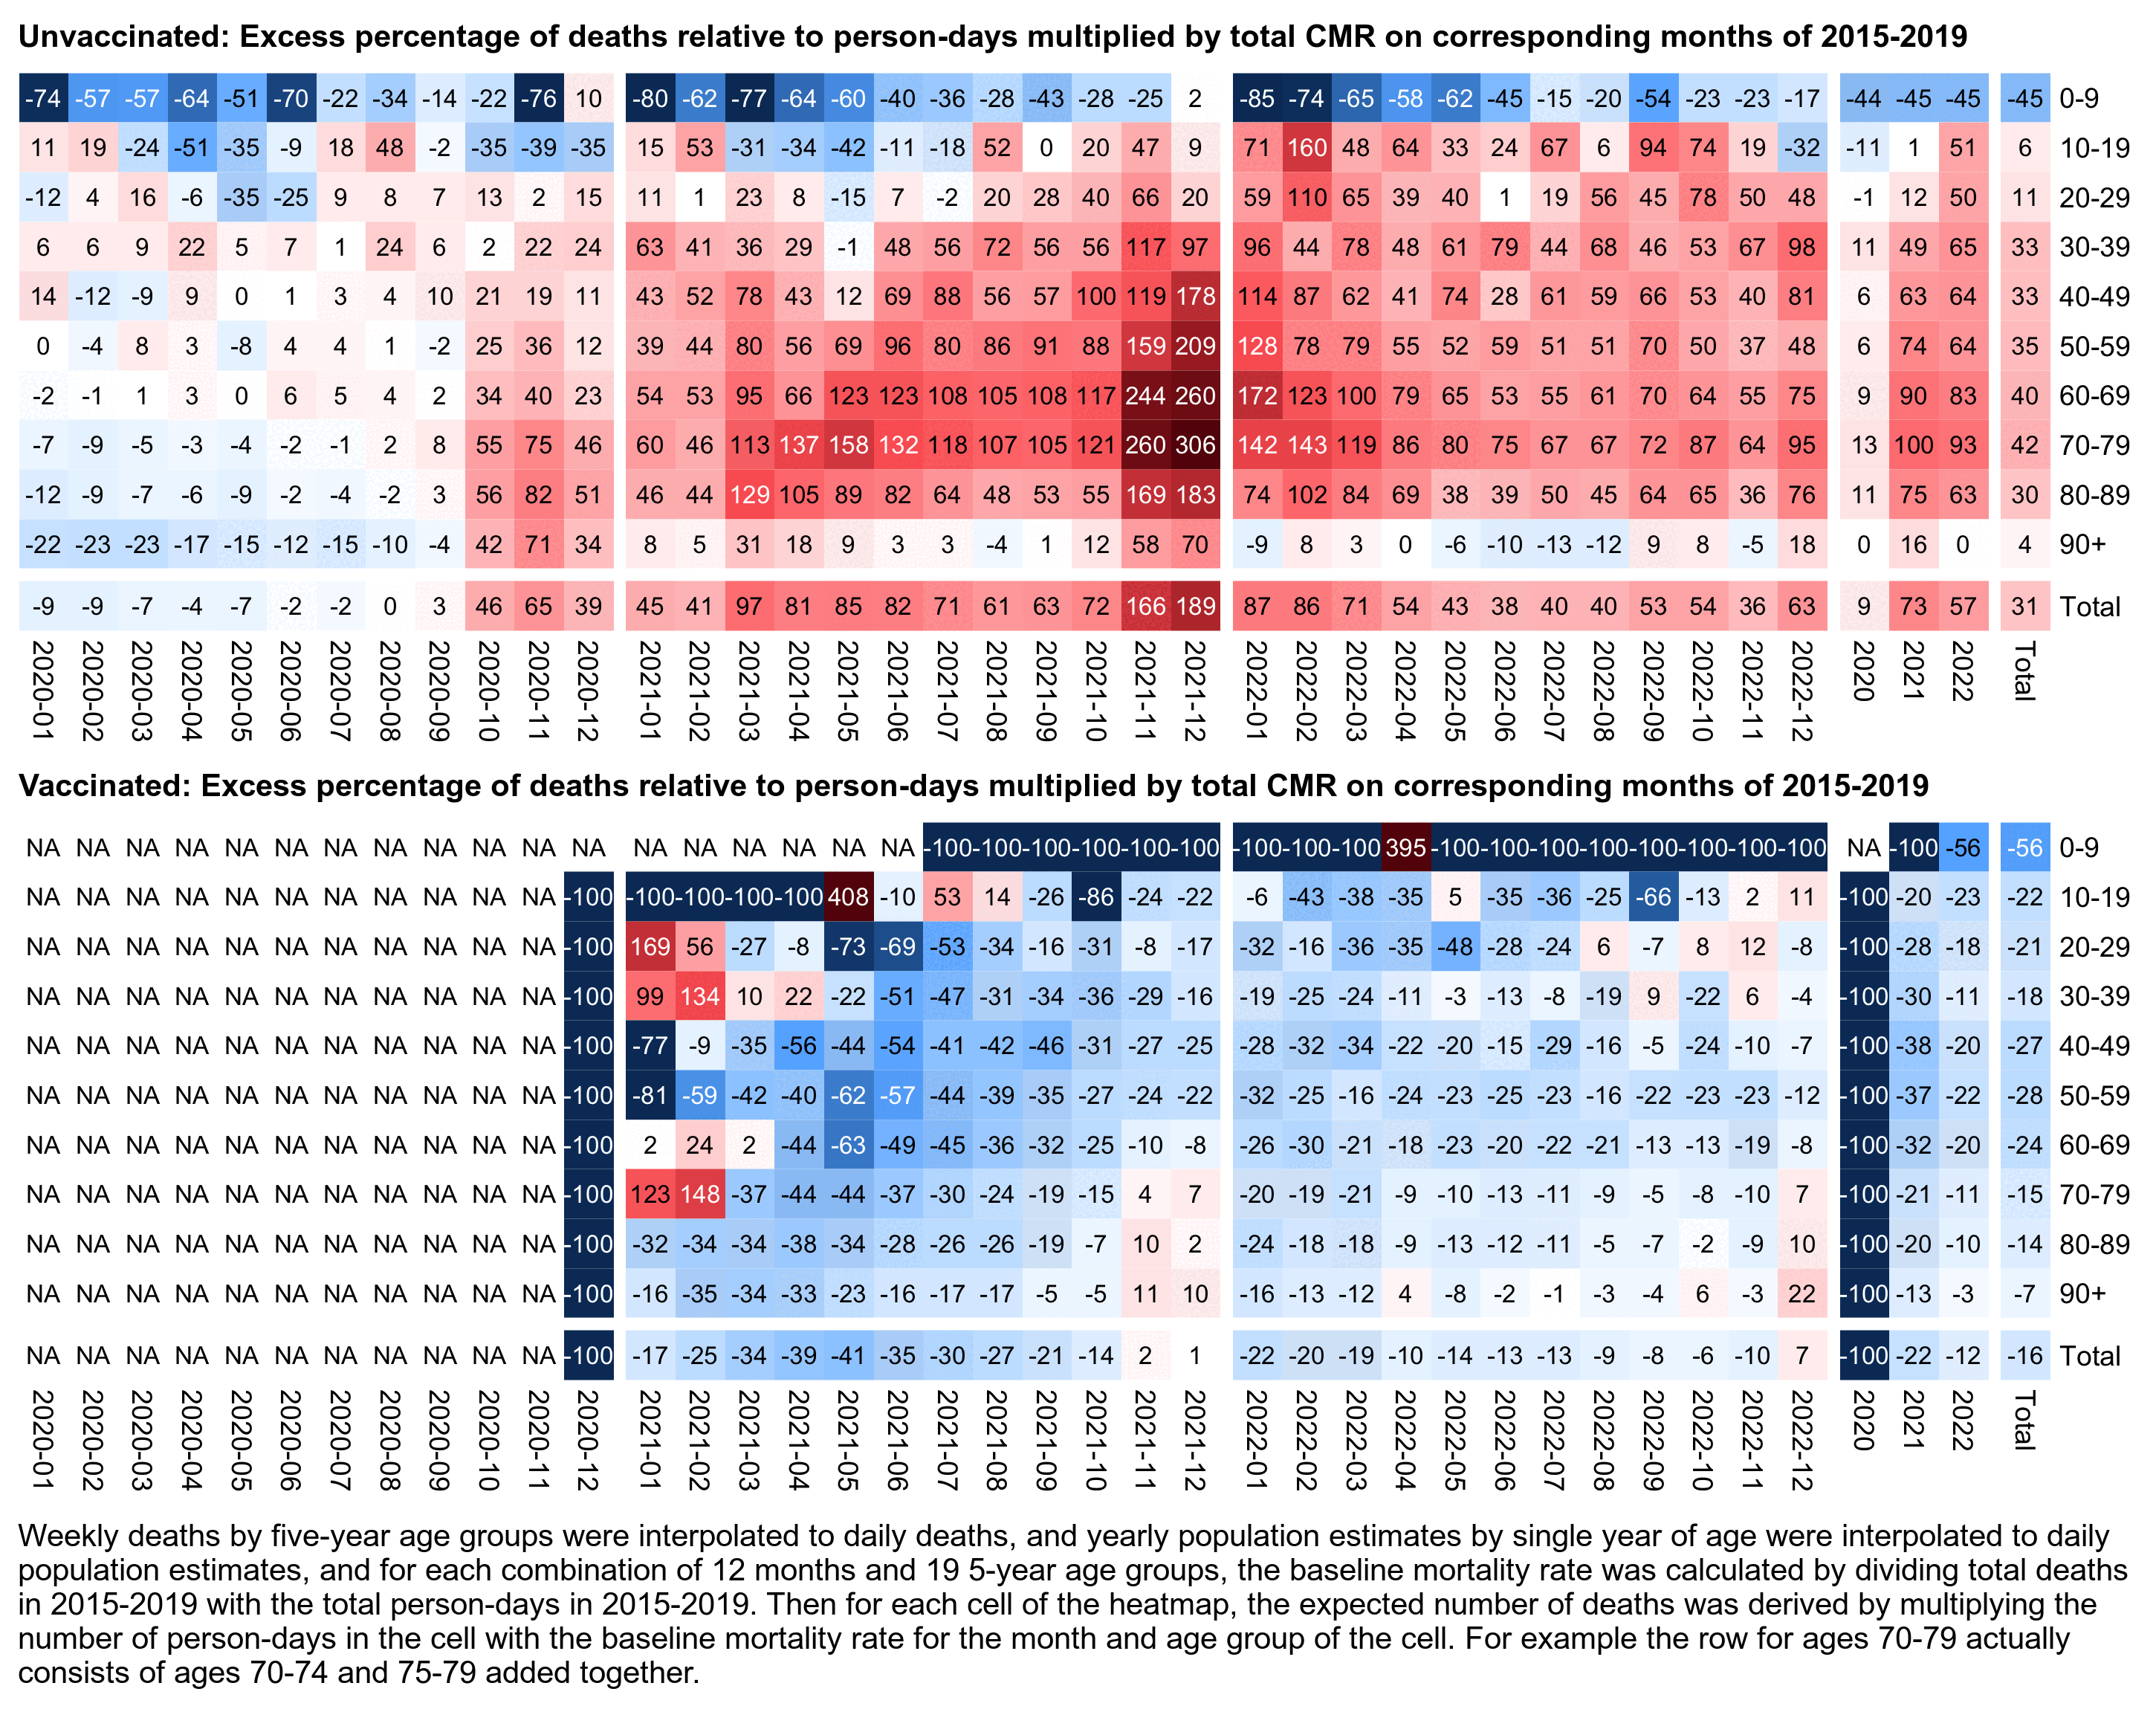 Unvaccinated: Excess percentage of deaths relative to person-days multiplied by total CMR on corresponding months of 2015-2019
-74 -57 -57 -64 -51 -70 -22 -34 -14 -22 -76 10 -80 -62 -77 -64 -60 -40 -36 -28 -43 -28 -25 2 -85 -74 -65 -58 -62 -45 -15 -20 -54 -23 -23 -17 -44 -45 -45 -45 0-9
11 19 -24 -51 -35 -9 18 48 -2 -35 -39 -35 15 53 -31 -34 -42 -11 -18 52 0 20 47 9 71 160 48 64 33 24 67 6 94 74 19 -32 -11 1 51 6 10-19
-12 4 16 -6 -35 -25 9 8 7 13 2 15 11 1 23 8 -15 7 -2 20 28 40 66 20 59 110 65 39 40 1 19 56 45 78 50 48 -1 12 50 11 20-29
6 6 9 22 5 7 1 24 6 2 22 24 63 41 36 29 -1 48 56 72 56 56 117 97 96 44 78 48 61 79 44 68 46 53 67 98 11 49 65 33 30-39
14 -12 -9 9 0 1 3 4 10 21 19 11 43 52 78 43 12 69 88 56 57 100 119 178 114 87 62 41 74 28 61 59 66 53 40 81 6 63 64 33 40-49
0 -4 8 3 -8 4 4 1 -2 25 36 12 39 44 80 56 69 96 80 86 91 88 159 209 128 78 79 55 52 59 51 51 70 50 37 48 6 74 64 35 50-59
-2 -1 1 3 0 6 5 4 2 34 40 23 54 53 95 66 123 123 108 105 108 117 244 260 172 123 100 79 65 53 55 61 70 64 55 75 9 90 83 40 60-69
-7 -9 -5 -3 -4 -2 -1 2 8 55 75 46 60 46 113 137 158 132 118 107 105 121 260 306 142 143 119 86 80 75 67 67 72 87 64 95 13 100 93 42 70-79
-12 -9 -7 -6 -9 -2 -4 -2 3 56 82 51 46 44 129 105 89 82 64 48 53 55 169 183 74 102 84 69 38 39 50 45 64 65 36 76 11 75 63 30 80-89
-22 -23 -23 -17 -15 -12 -15 -10 -4 42 71 34 8 5 31 18 9 3 3 -4 1 12 58 70 -9 8 3 0 -6 -10 -13 -12 9 8 -5 18 0 16 0 4 90+
-9 -9 -7 -4 -7 -2 -2 0 3 46 65 39 45 41 97 81 85 82 71 61 63 72 166 189 87 86 71 54 43 38 40 40 53 54 36 63 9 73 57 31 Total
2020-01 2020-02 2020-03 2020-04 2020-05 2020-06 2020-07 2020-08 2020-09 2020-10 2020-11 2020-12 2021-01 2021-02 2021-03 2021-04 2021-05 2021-06 2021-07 2021-08 2021-09 2021-10 2021-11 2021-12 2022-01 2022-02 2022-03 2022-04 2022-05 2022-06 2022-07 2022-08 2022-09 2022-10 2022-11 2022-12 2020 2021 2022 Total
Vaccinated: Excess percentage of deaths relative to person-days multiplied by total CMR on corresponding months of 2015-2019
NA NA NA NA NA NA NA NA NA NA NA NA NA NA NA NA NA NA -100 -100 -100 -100 -100 -100 -100 -100 -100 395 -100 -100 -100 -100 -100 -100 -100 -100 NA -100 -56 -56 0-9
NA NA NA NA NA NA NA NA NA NA NA -100 -100 -100 -100 -100 408 -10 53 14 -26 -86 -24 -22 -6 -43 -38 -35 5 -35 -36 -25 -66 -13 2 11 -100 -20 -23 -22 10-19
NA NA NA NA NA NA NA NA NA NA NA -100 169 56 -27 -8 -73 -69 -53 -34 -16 -31 -8 -17 -32 -16 -36 -35 -48 -28 -24 6 -7 8 12 -8 -100 -28 -18 -21 20-29
NA NA NA NA NA NA NA NA NA NA NA -100 99 134 10 22 -22 -51 -47 -31 -34 -36 -29 -16 -19 -25 -24 -11 -3 -13 -8 -19 9 -22 6 -4 -100 -30 -11 -18 30-39
NA NA NA NA NA NA NA NA NA NA NA -100 -77 -9 -35 -56 -44 -54 -41 -42 -46 -31 -27 -25 -28 -32 -34 -22 -20 -15 -29 -16 -5 -24 -10 -7 -100 -38 -20 -27 40-49
NA NA NA NA NA NA NA NA NA NA NA -100 -81 -59 -42 -40 -62 -57 -44 -39 -35 -27 -24 -22 -32 -25 -16 -24 -23 -25 -23 -16 -22 -23 -23 -12 -100 -37 -22 -28 50-59
NA NA NA NA NA NA NA NA NA NA NA -100 2 24 2 -44 -63 -49 -45 -36 -32 -25 -10 -8 -26 -30 -21 -18 -23 -20 -22 -21 -13 -13 -19 -8 -100 -32 -20 -24 60-69
NA NA NA NA NA NA NA NA NA NA NA -100 123 148 -37 -44 -44 -37 -30 -24 -19 -15 4 7 -20 -19 -21 -9 -10 -13 -11 -9 -5 -8 -10 7 -100 -21 -11 -15 70-79
NA NA NA NA NA NA NA NA NA NA NA -100 -32 -34 -34 -38 -34 -28 -26 -26 -19 -7 10 2 -24 -18 -18 -9 -13 -12 -11 -5 -7 -2 -9 10 -100 -20 -10 -14 80-89
NA NA NA NA NA NA NA NA NA NA NA -100 -16 -35 -34 -33 -23 -16 -17 -17 -5 -5 11 10 -16 -13 -12 4 -8 -2 -1 -3 -4 6 -3 22 -100 -13 -3 -7 90+
NA NA NA NA NA NA NA NA NA NA NA -100 -17 -25 -34 -39 -41 -35 -30 -27 -21 -14 2 1 -22 -20 -19 -10 -14 -13 -13 -9 -8 -6 -10 7 -100 -22 -12 -16 Total
2020-01 2020-02 2020-03 2020-04 2020-05 2020-06 2020-07 2020-08 2020-09 2020-10 2020-11 2020-12 2021-01 2021-02 2021-03 2021-04 2021-05 2021-06 2021-07 2021-08 2021-09 2021-10 2021-11 2021-12 2022-01 2022-02 2022-03 2022-04 2022-05 2022-06 2022-07 2022-08 2022-09 2022-10 2022-11 2022-12 2020 2021 2022 Total
Weekly deaths by five-year age groups were interpolated to daily deaths, and yearly population estimates by single year of age were interpolated to daily
population estimates, and for each combination of 12 months and 19 5-year age groups, the baseline mortality rate was calculated by dividing total deaths
in 2015-2019 with the total person-days in 2015-2019. Then for each cell of the heatmap, the expected number of deaths was derived by multiplying the
number of person-days in the cell with the baseline mortality rate for the month and age group of the cell. For example the row for ages 70-79 actually
consists of ages 70-74 and 75-79 added together.